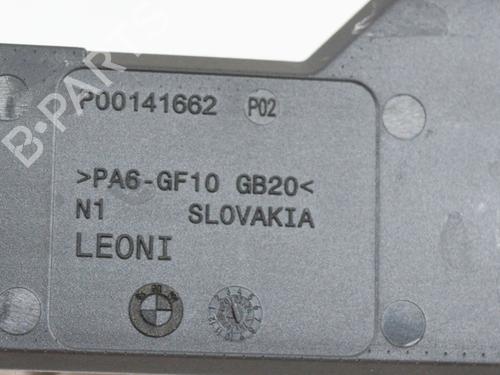 B-PARTS
P00141662 P02
>PA6-GF10 GB20<
N1 SLOVAKIA
LEONI